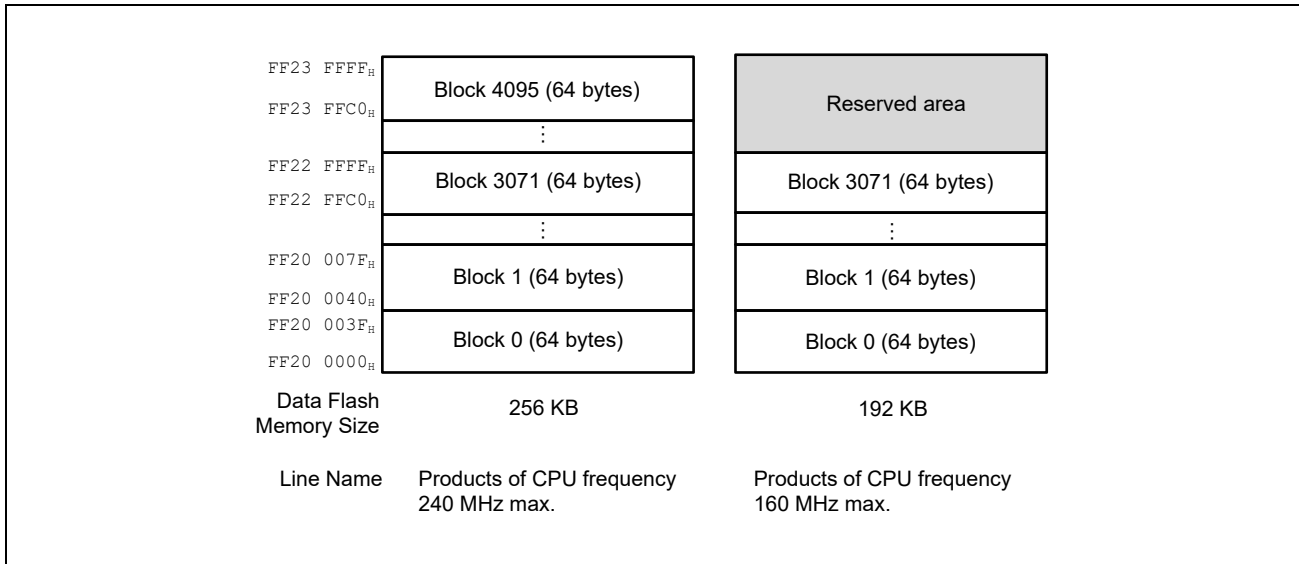 FF23 FFFFH
Block 4095 (64 bytes)
Reserved area
FF23 FFC0H
⋮
FF22 FFFFH
Block 3071 (64 bytes)
Block 3071 (64 bytes)
FF22 FFC0H
⋮
⋮
FF20 007FH
Block 1 (64 bytes)
Block 1 (64 bytes)
FF20 0040H
FF20 003FH
Block 0 (64 bytes)
Block 0 (64 bytes)
FF20 0000H
Data Flash
Memory Size
256 KB
192 KB
Line Name
Products of CPU frequency
240 MHz max.
Products of CPU frequency
160 MHz max.